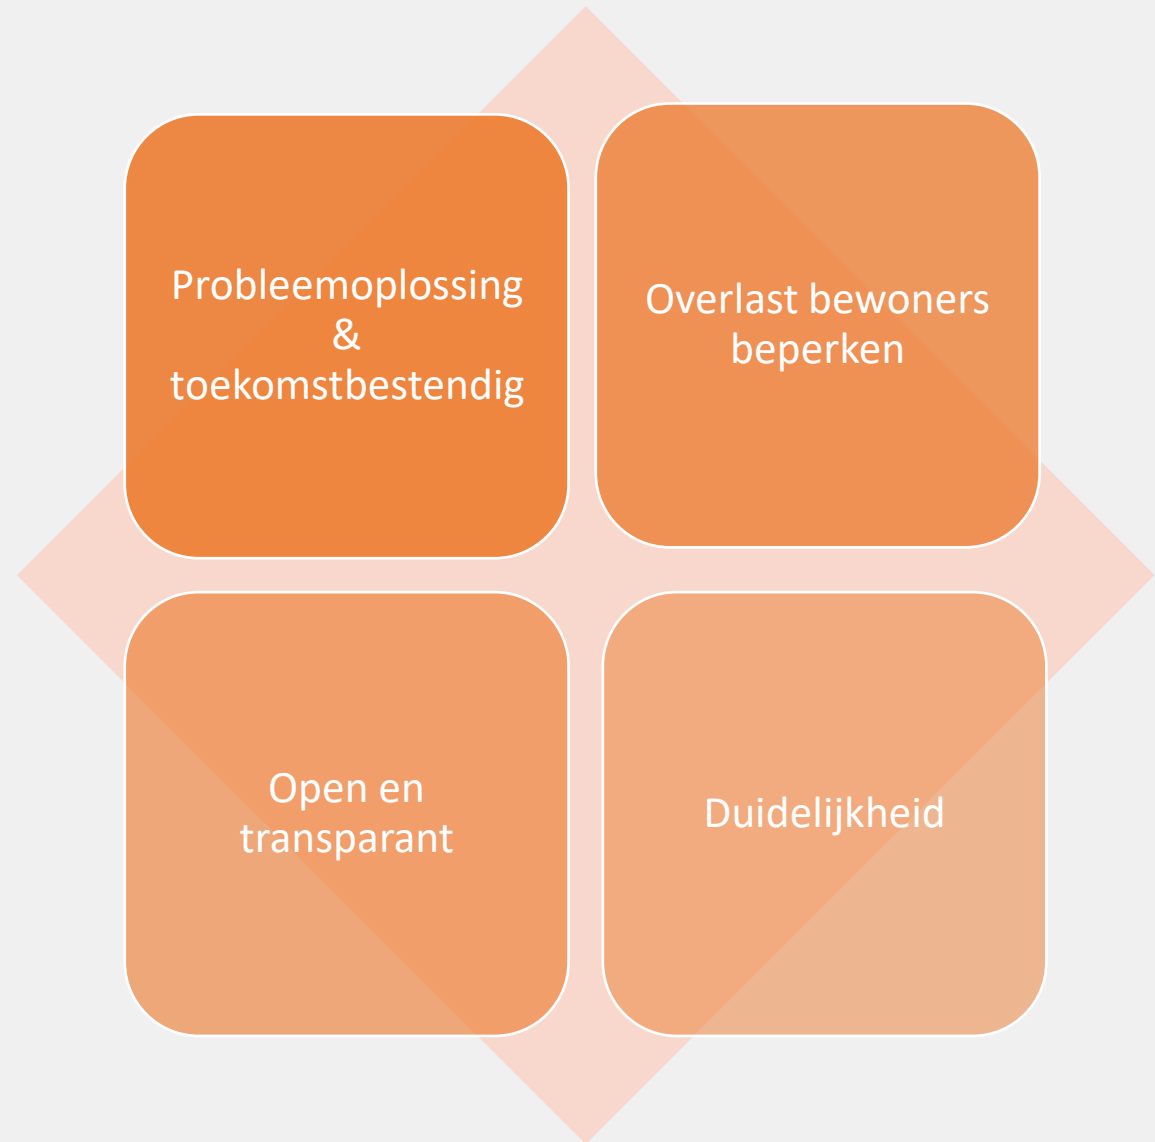 Probleemoplossing
&
toekomstbestendig
Overlast bewoners
beperken
Open en
transparant
Duidelijkheid